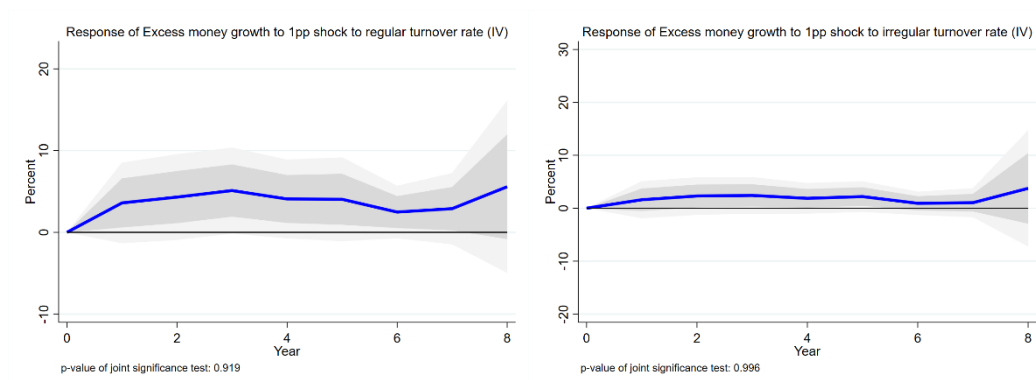 Response of Excess money growth to 1pp shock to regular turnover rate (IV)
20
10
0
-10
Percent
0 2 4 6 8
Year
p-value of joint significance test: 0.919
Response of Excess money growth to 1pp shock to irregular turnover rate (IV)
30
20
10
0
-10
-20
Percent
0 2 4 6 8
Year
p-value of joint significance test: 0.996